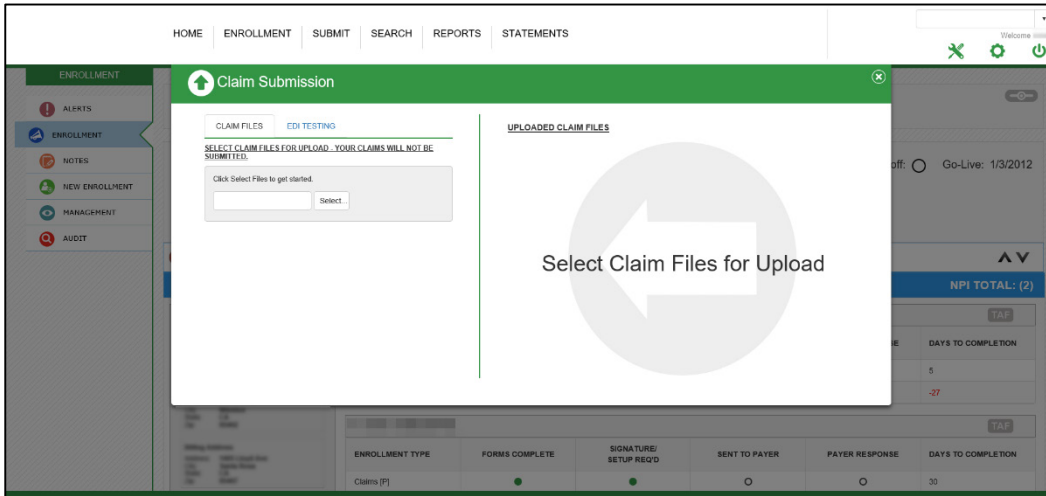 HOME ENROLLMENT SUBMIT SEARCH REPORTS STATEMENTS
Welcome
ENROLLMENT
ALERTS
ENROLLMENT
NOTES
NEW ENROLLMENT
MANAGEMENT
AUDIT
Claim Submission
CLAIM FILES EDI TESTING
SELECT CLAIM FILES FOR UPLOAD - YOUR CLAIMS WILL NOT BE
SUBMITTED.
Click Select Files to get started.
Select...
UPLOADED CLAIM FILES
Select Claim Files for Upload
Go-Live: 1/3/2012
NPI TOTAL: (2)
TAF
DAYS TO COMPLETION
5
-27
TAF
ENROLLMENT TYPE FORMS COMPLETE SIGNATURE/ SETUP REQ'D SENT TO PAYER PAYER RESPONSE DAYS TO COMPLETION
Claims [P] 30